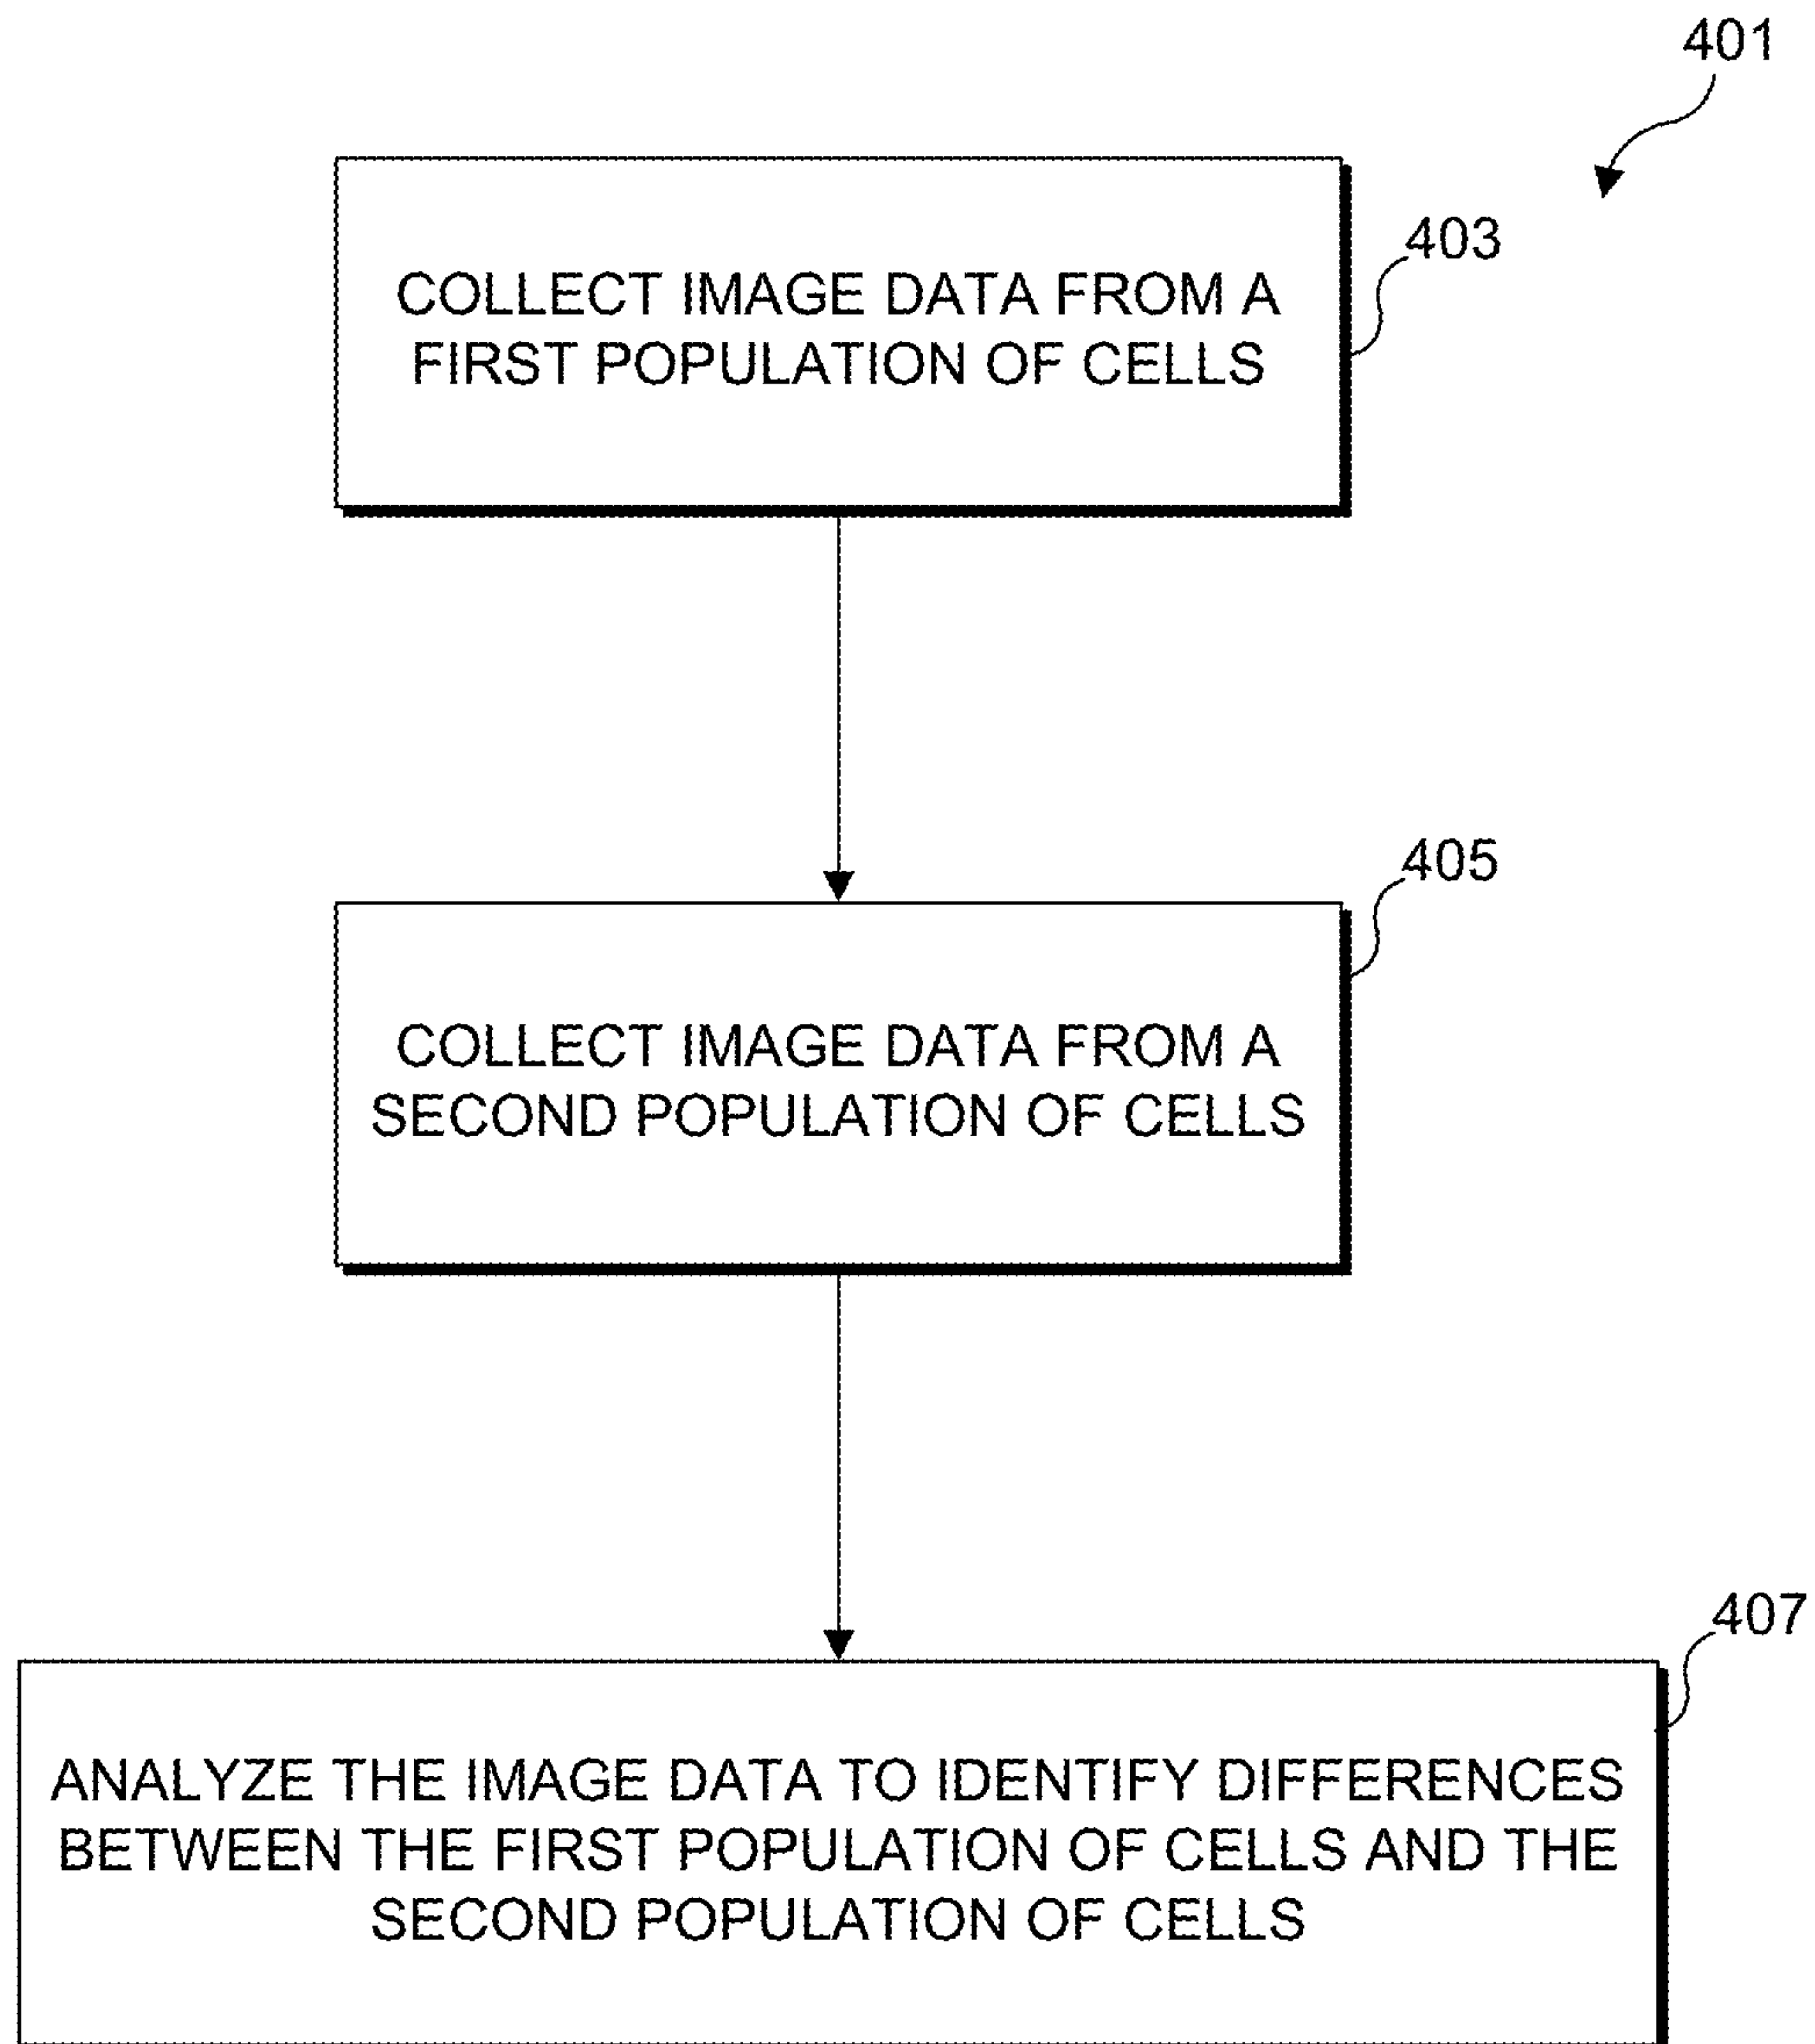 401
403
COLLECT IMAGE DATA FROM A
FIRST POPULATION OF CELLS
405
COLLECT IMAGE DATA FROM A
SECOND POPULATION OF CELLS
407
ANALYZE THE IMAGE DATA TO IDENTIFY DIFFERENCES
BETWEEN THE FIRST POPULATION OF CELLS AND THE
SECOND POPULATION OF CELLS